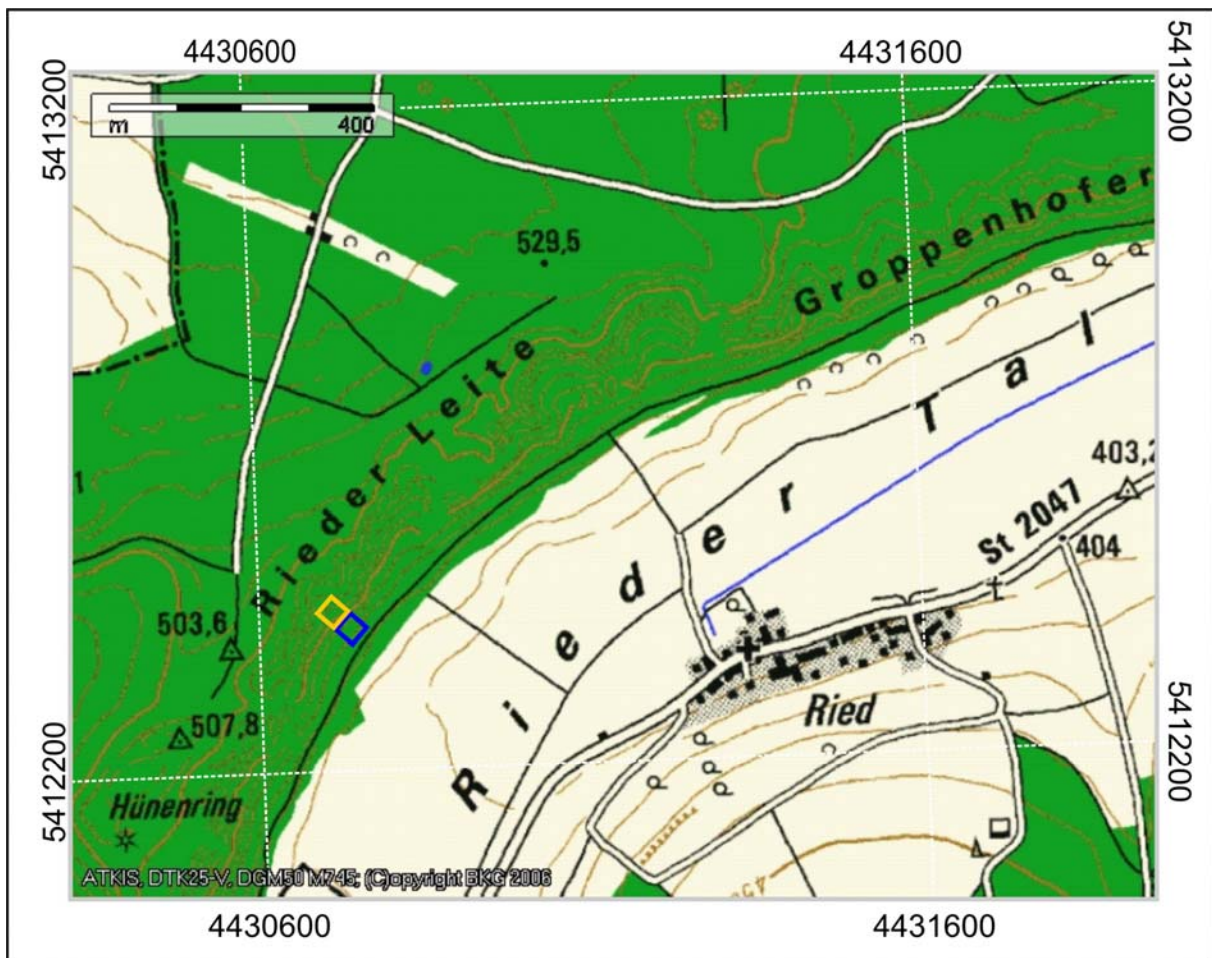 4430600
4431600
5413200
5413200
m 400
529,5
Groppenhofer
Rieder Leite
Rieder Tal
403,2
St 2047
404
503,6
507,8
Ried
Hünenring
5412200
5412200
ATKIS, DTK25-V, DGM50 M745; (C)opyright BKG 2006
4430600
4431600